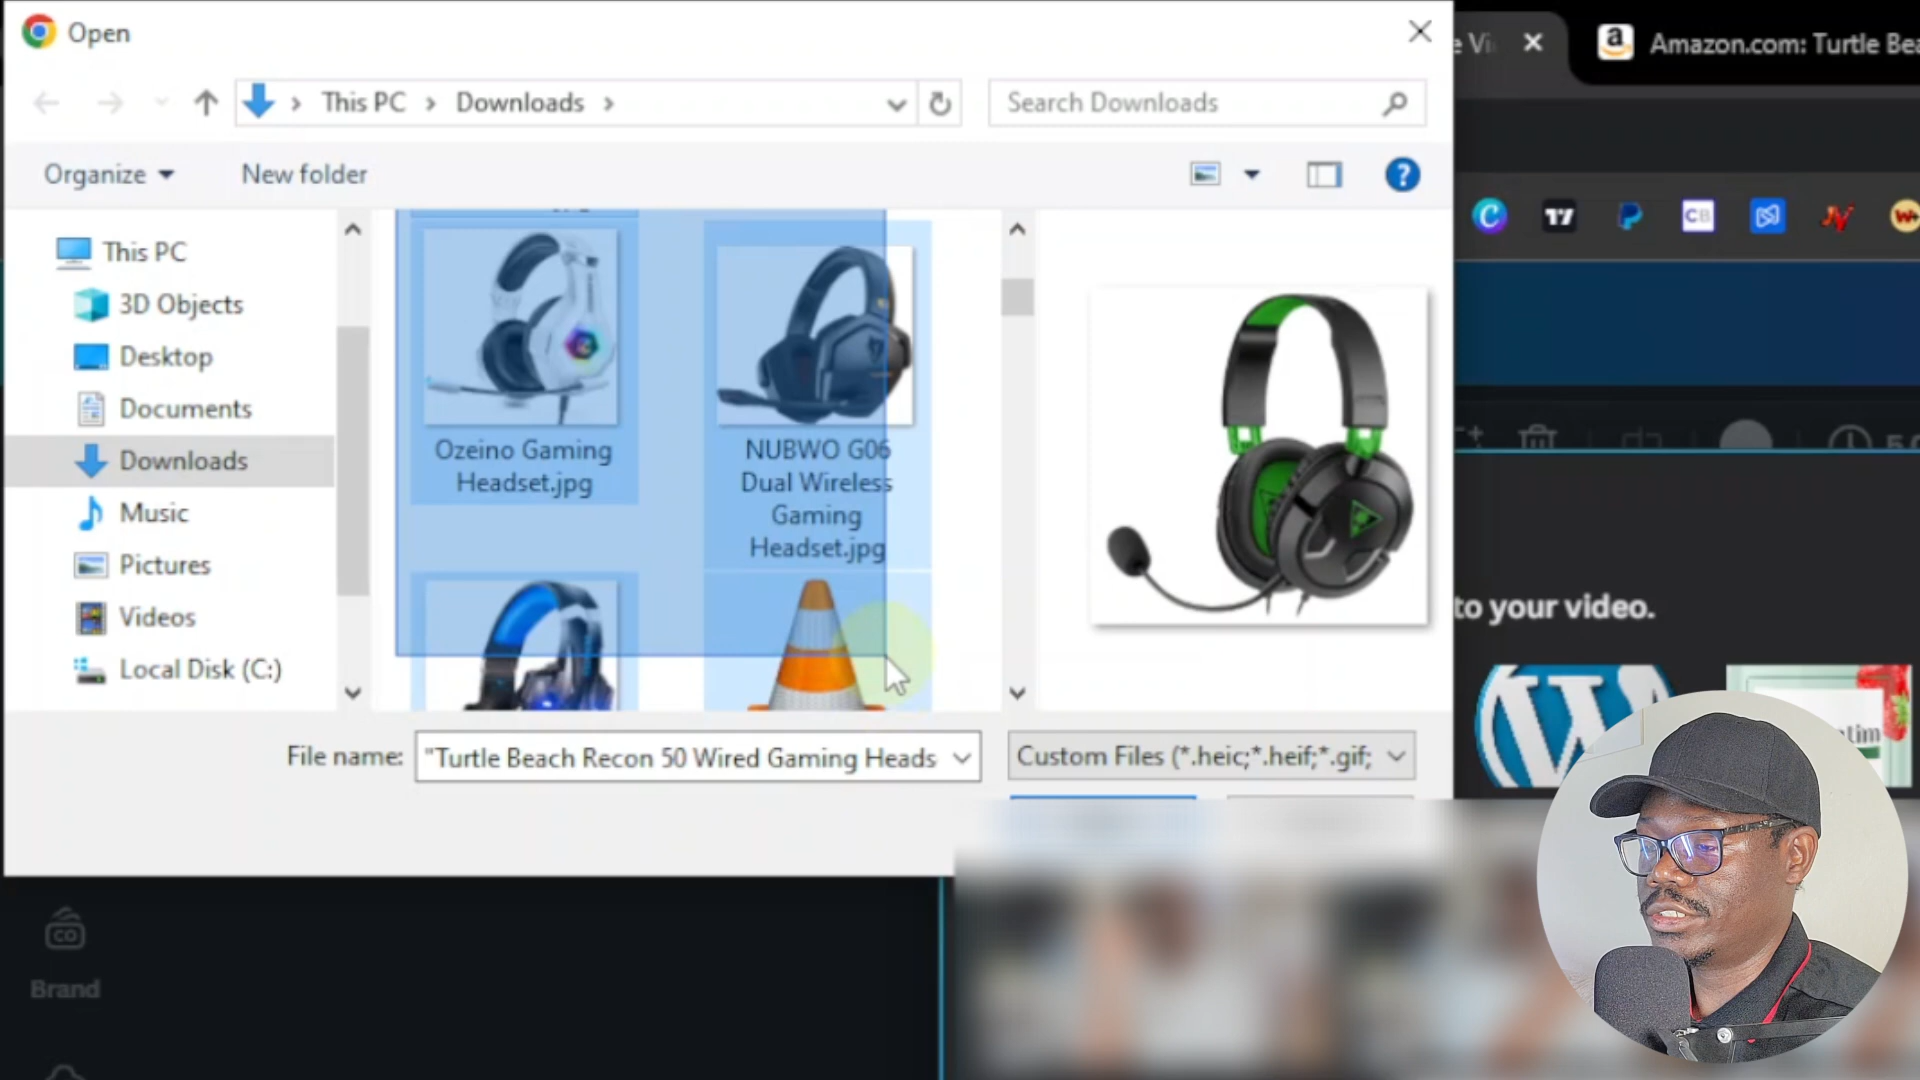 Open
This PC
Downloads
Search Downloads
Organize
New folder
This PC
3D Objects
Desktop
Documents
Downloads
Music
Pictures
Videos
Local Disk (C:)
Ozeino Gaming
Headset.jpg
NUBWO G06
Dual Wireless
Gaming
Headset.jpg
File name:
"Turtle Beach Recon 50 Wired Gaming Heads
Custom Files (*.heic;*.heif;*.gif;
Amazon.com: Turtle Bea
CB
to your video.
Brand